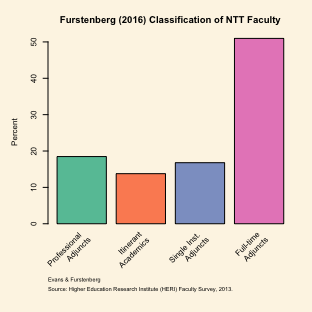 Furstenberg (2016) Classification of NTT Faculty
Percent
50
40
30
20
10
0
Professional
Adjuncts
Itinerant
Academics
Single Inst.
Adjuncts
Full-time
Adjuncts
Evans & Furstenberg
Source: Higher Education Research Institute (HERI) Faculty Survey, 2013.